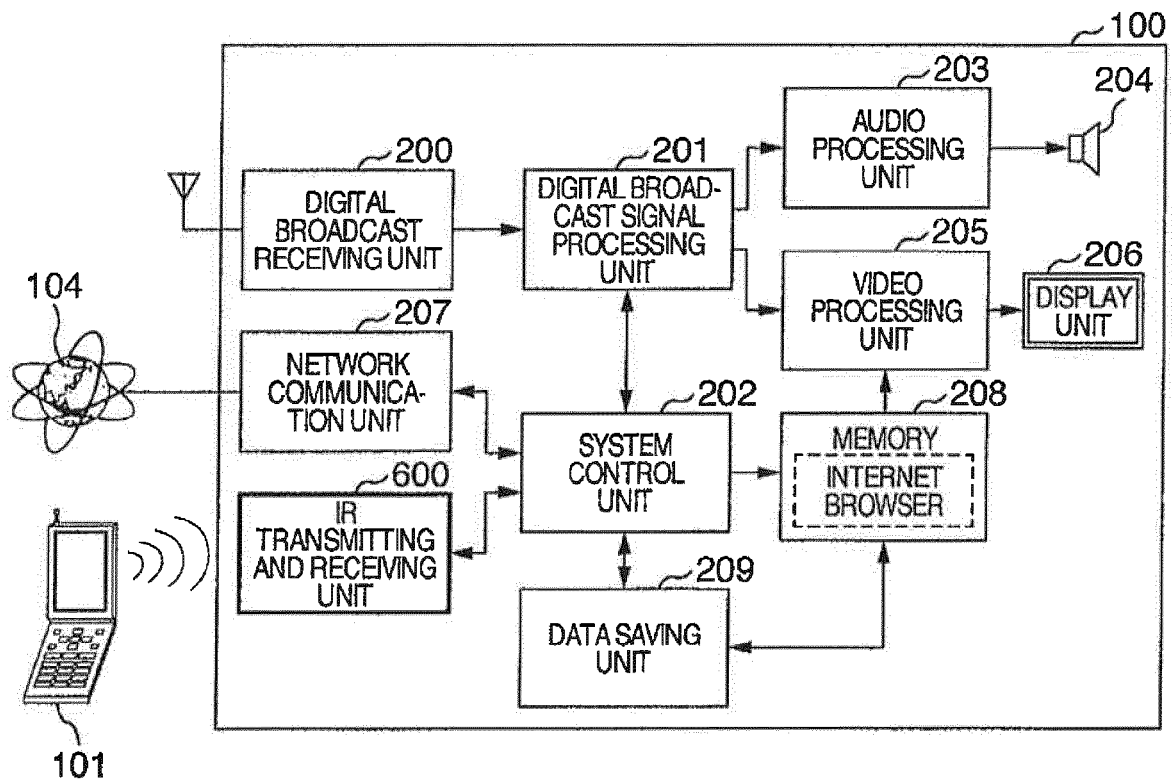 100
203
204
AUDIO
PROCESSING
UNIT
200
201
DIGITAL
BROADCAST
RECEIVING UNIT
DIGITAL BROAD-
CAST SIGNAL
PROCESSING
UNIT
205
206
VIDEO
PROCESSING
UNIT
DISPLAY
UNIT
104
207
NETWORK
COMMUNICA-
TION UNIT
202
208
SYSTEM
CONTROL
UNIT
MEMORY
INTERNET
BROWSER
600
IR
TRANSMITTING
AND RECEIVING
UNIT
209
DATA SAVING
UNIT
101